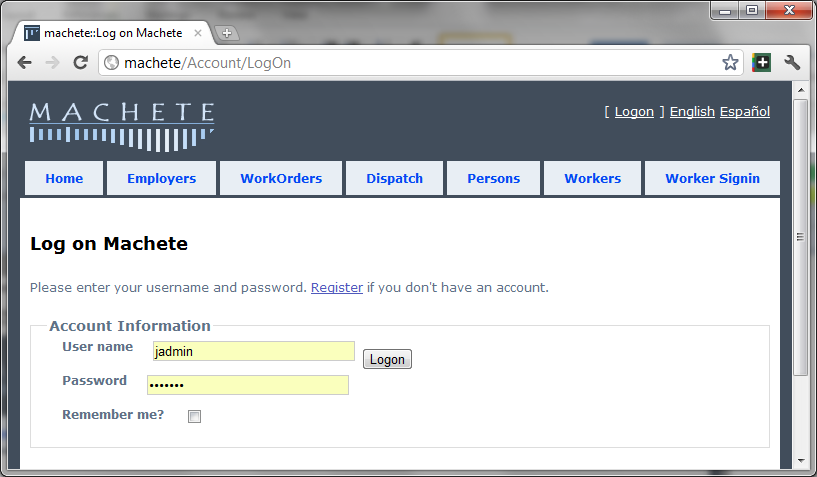 machete::Log on Machete
machete/Account/LogOn
MACHETE
[ Logon ] English Español
Home Employers WorkOrders Dispatch Persons Workers Worker Signin
Log on Machete
Please enter your username and password. Register if you don't have an account.
Account Information
User name jadmin
Logon
Password •••••••
Remember me?